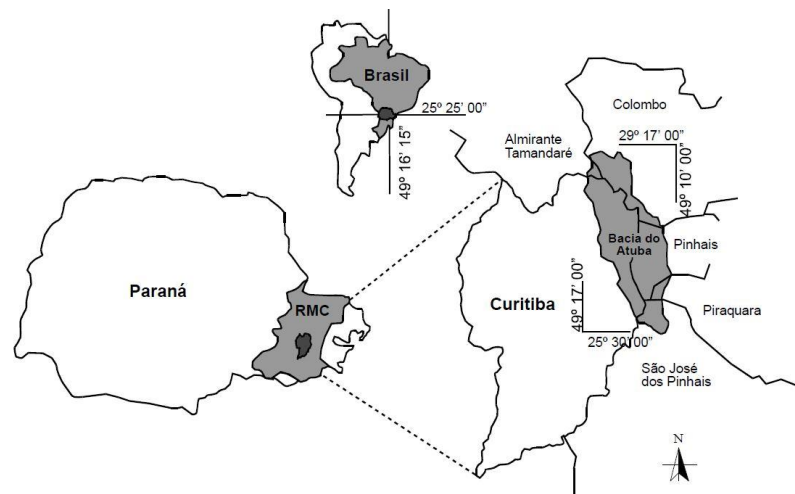 Brasil
25º 25' 00"
49º 16' 15"
Colombo
Almirante
Tamandaré
29º 17' 00"
49º 10' 00"
Bacia do
Atuba
Pinhais
Paraná
RMC
Curitiba
49º 17' 00"
Piraquara
25º 30' 00"
São José
dos Pinhais
N